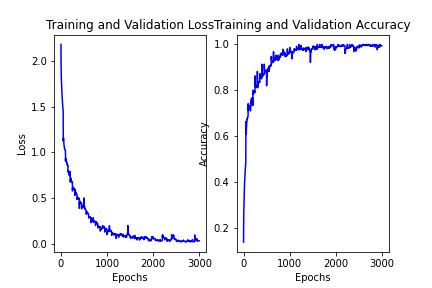 Training and Validation Loss
2.0
1.5
1.0
0.5
0.0
Loss
0 1000 2000 3000
Epochs
Training and Validation Accuracy
1.0
0.8
0.6
0.4
0.2
Accuracy
0 1000 2000 3000
Epochs